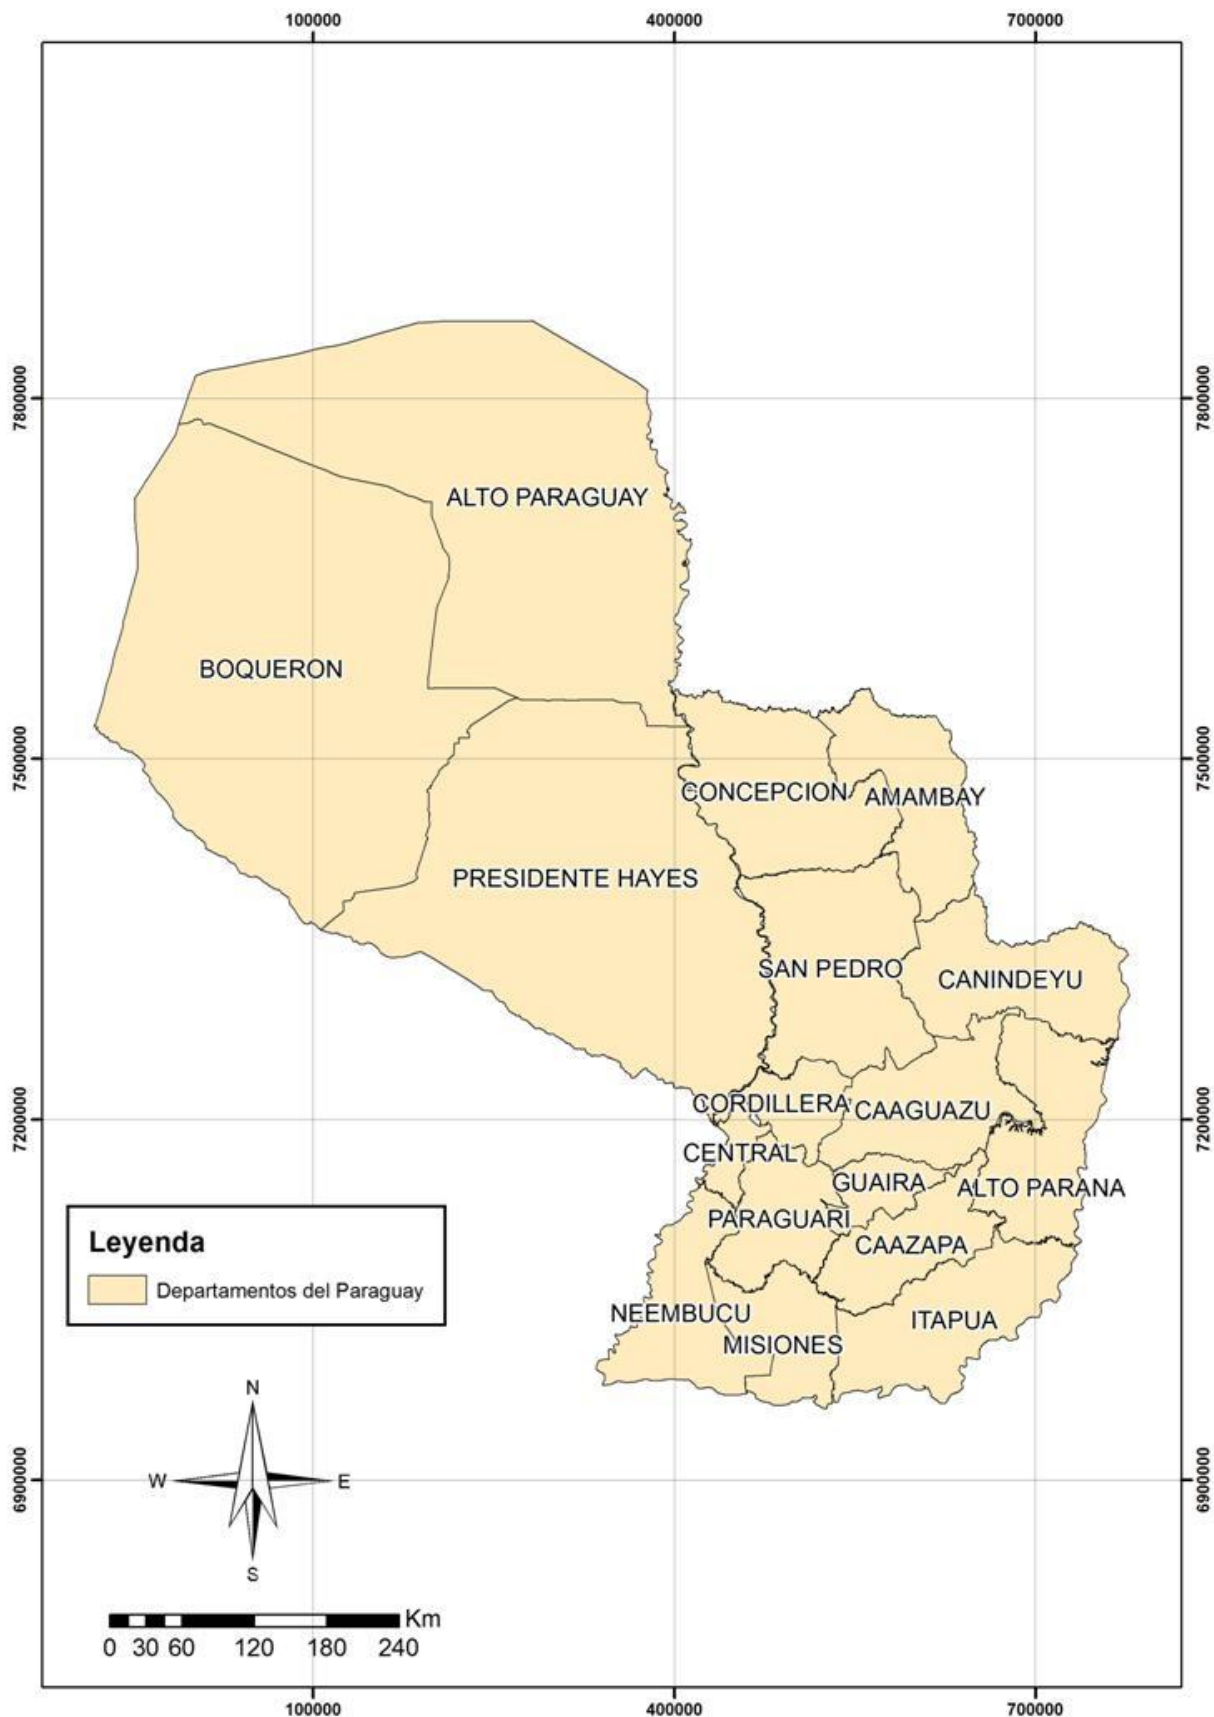 100000 400000 700000
7800000 7800000
ALTO PARAGUAY
BOQUERON
7500000 7500000
CONCEPCION AMAMBAY
PRESIDENTE HAYES
SAN PEDRO CANINDEYU
CORDILLERA CAAGUAZU
7200000 7200000
CENTRAL
GUAIRA ALTO PARANA
PARAGUARI
CAAZAPA
Leyenda
Departamentos del Paraguay
NEEMBUCU ITAPUA
MISIONES
N
W E
S
6900000 6900000
Km
0 30 60 120 180 240
100000 400000 700000